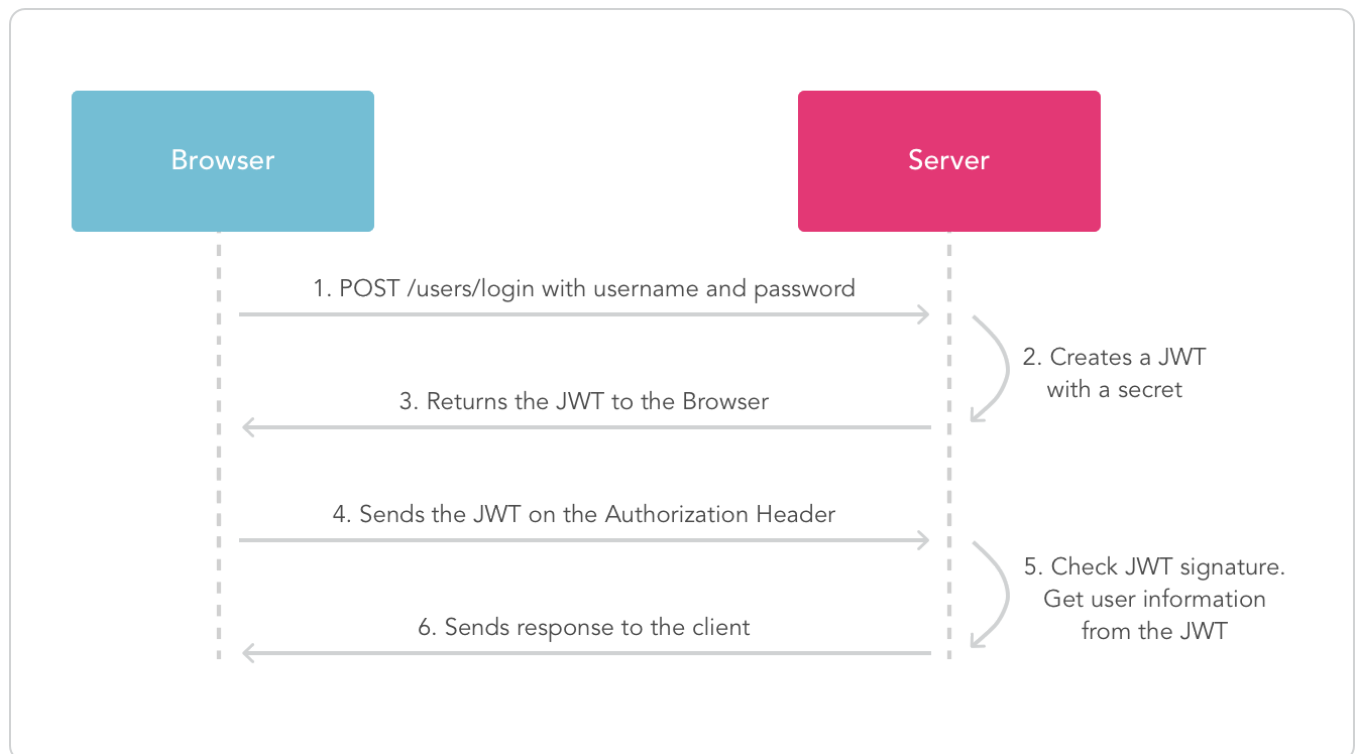 Browser
Server
1. POST /users/login with username and password
2. Creates a JWT
with a secret
3. Returns the JWT to the Browser
4. Sends the JWT on the Authorization Header
5. Check JWT signature.
Get user information
from the JWT
6. Sends response to the client